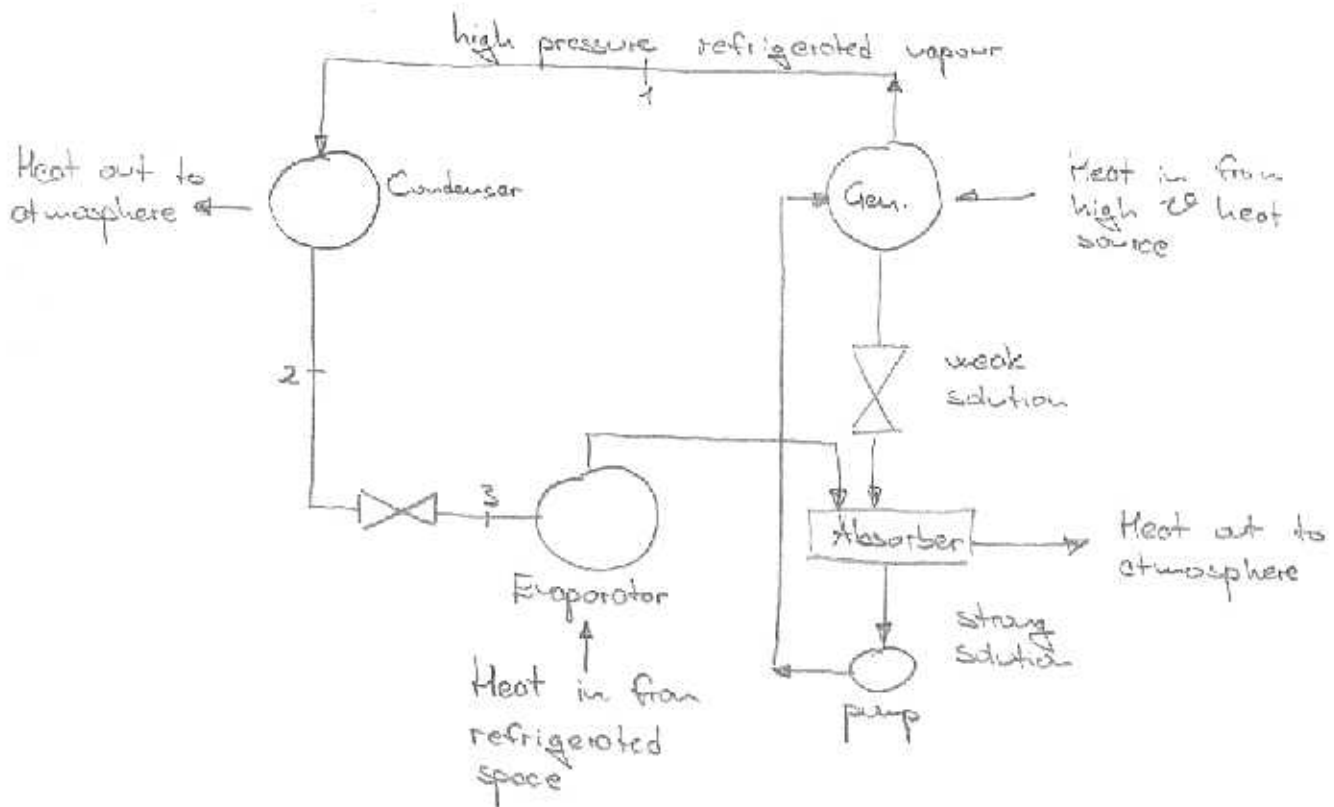 high pressure refrigerated vapour
1
Heat out to
atmosphere
Condenser
Gen.
Heat in from
high heat
source
2
weak
solution
3
Absorber
Heat out to
atmosphere
Evaporator
strong
solution
Heat in from
refrigerated
space
pump